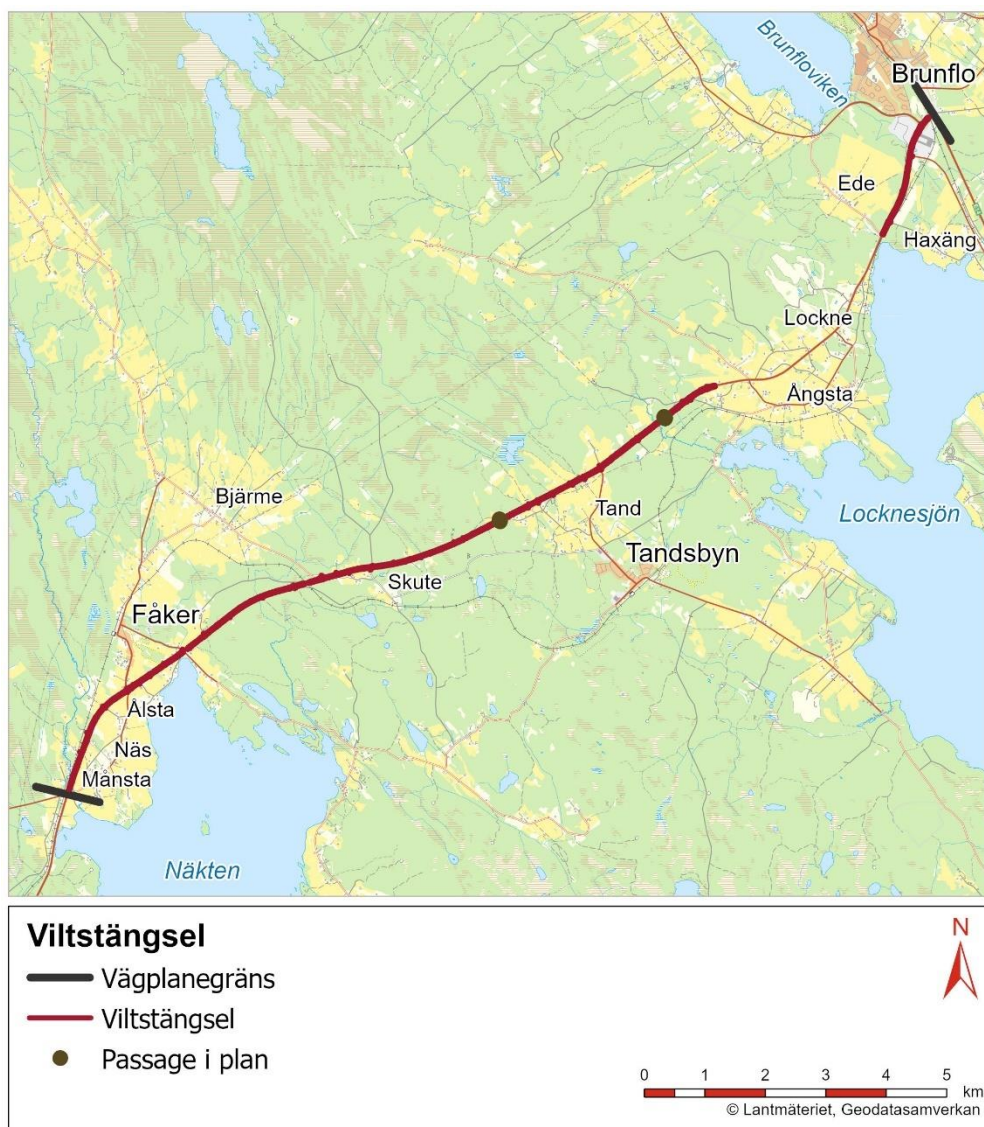 Brunfloviken
Brunflo
Ede
Haxäng
Lockne
Ångsta
Bjärme
Tand
Locknesjön
Tandsbyn
Skute
Fåker
Ålsta
Näs
Månsta
Näkten
Viltstängsel
Vägplanegräns
Viltstängsel
Passage i plan
N
0 1 2 3 4 5
km
© Lantmäteriet, Geodatasamverkan